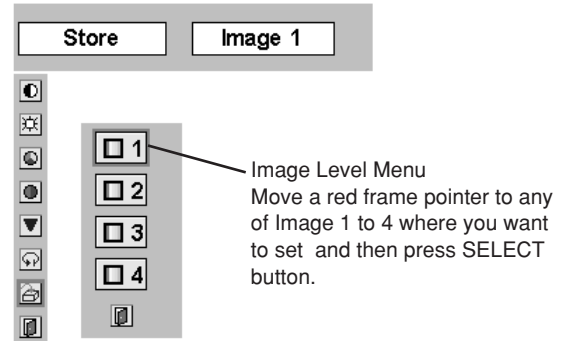 Store
Image 1
1
2
3
4
Image Level Menu
Move a red frame pointer to any
of Image 1 to 4 where you want
to set and then press SELECT
button.